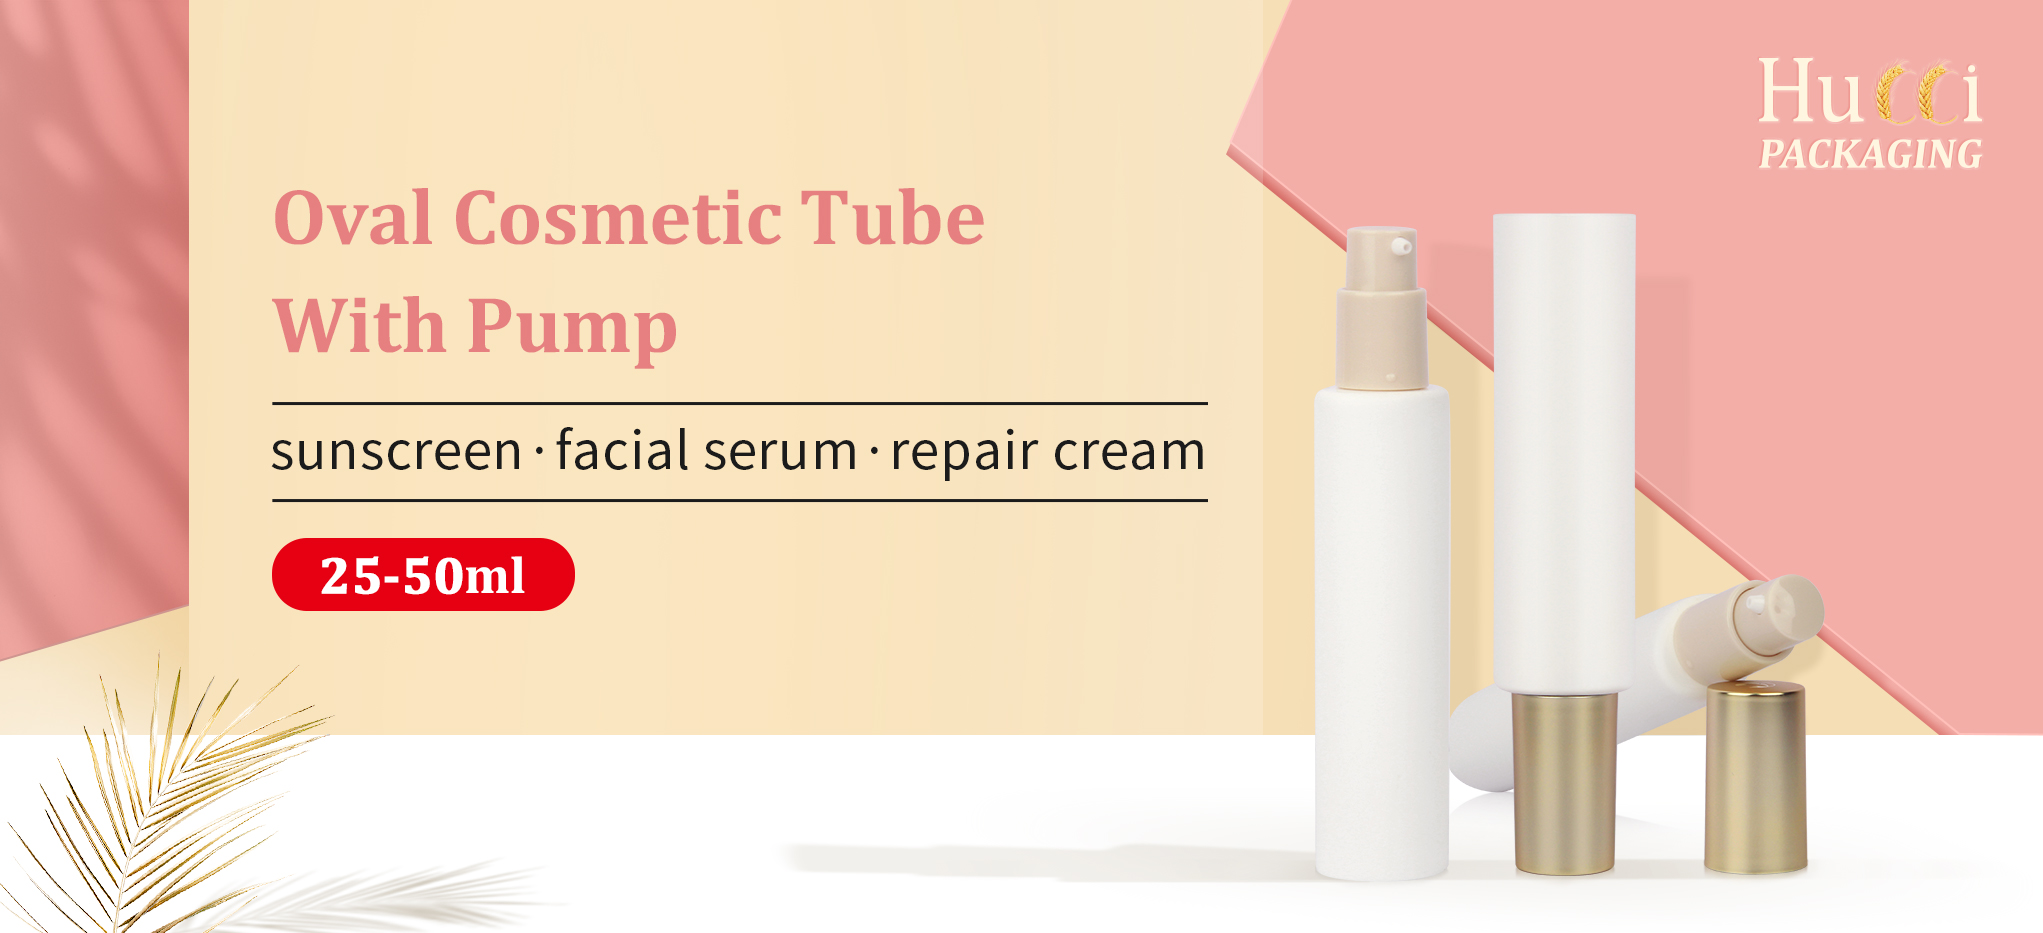 Hucci
PACKAGING
Oval Cosmetic Tube
With Pump
sunscreen·facial serum·repair cream
25-50ml